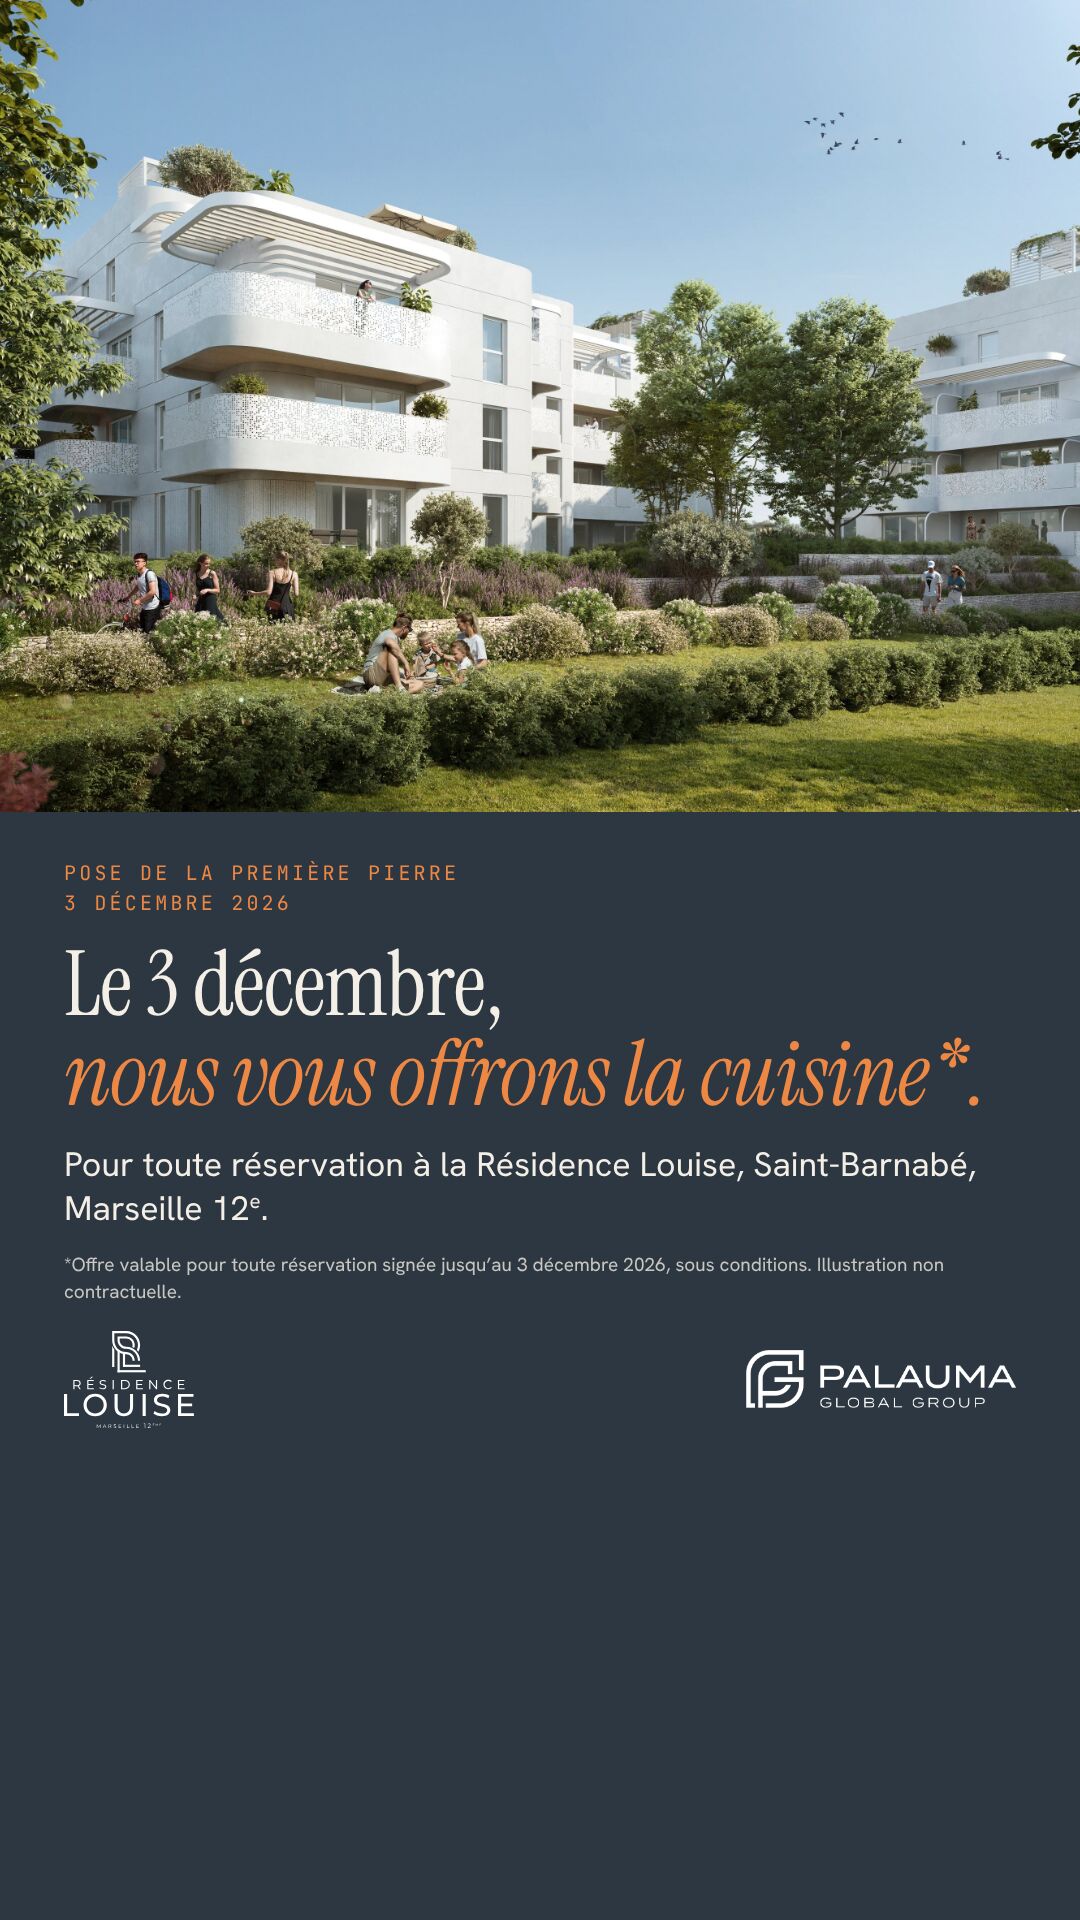 POSE DE LA PREMIÈRE PIERRE
3 DÉCEMBRE 2026
Le 3 décembre,
nous vous offrons la cuisine*.
Pour toute réservation à la Résidence Louise, Saint-Barnabé,
Marseille 12e.
*Offre valable pour toute réservation signée jusqu’au 3 décembre 2026, sous conditions. Illustration non
contractuelle.
RÉSIDENCE
LOUISE
MARSEILLE 12ème
PALAUMA
GLOBAL GROUP